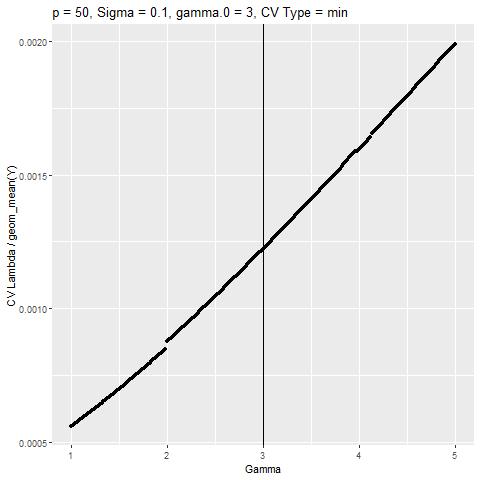 p = 50, Sigma = 0.1, gamma.0 = 3, CV Type = min
CV Lambda / geom_mean(Y)
0.0020
0.0015
0.0010
0.0005
1 2 3 4 5
Gamma